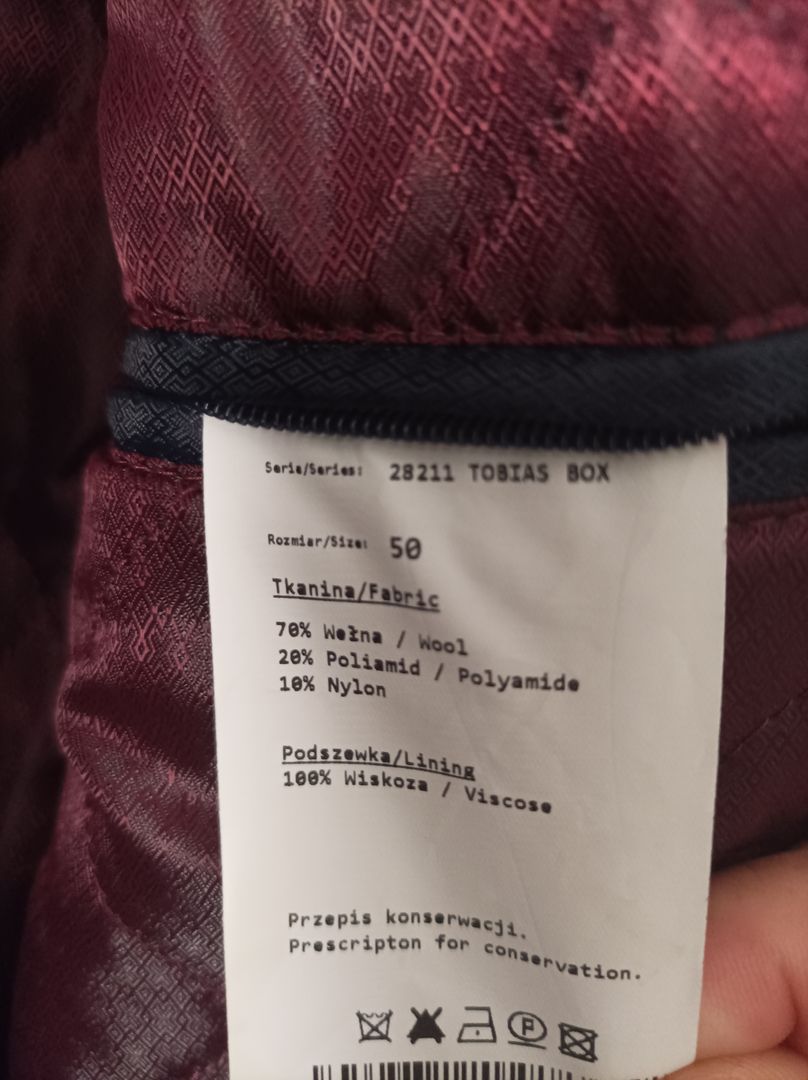 Seria/Series: 28211 TOBIAS BOX
Rozmiar/Size: 50
Tkanina/Fabric
70% Wełna / Wool
20% Poliamid / Polyamide
10% Nylon
Podszewka/Lining
100% Wiskoza / Viscose
Przepis konserwacji.
Prescripton for conservation.
P